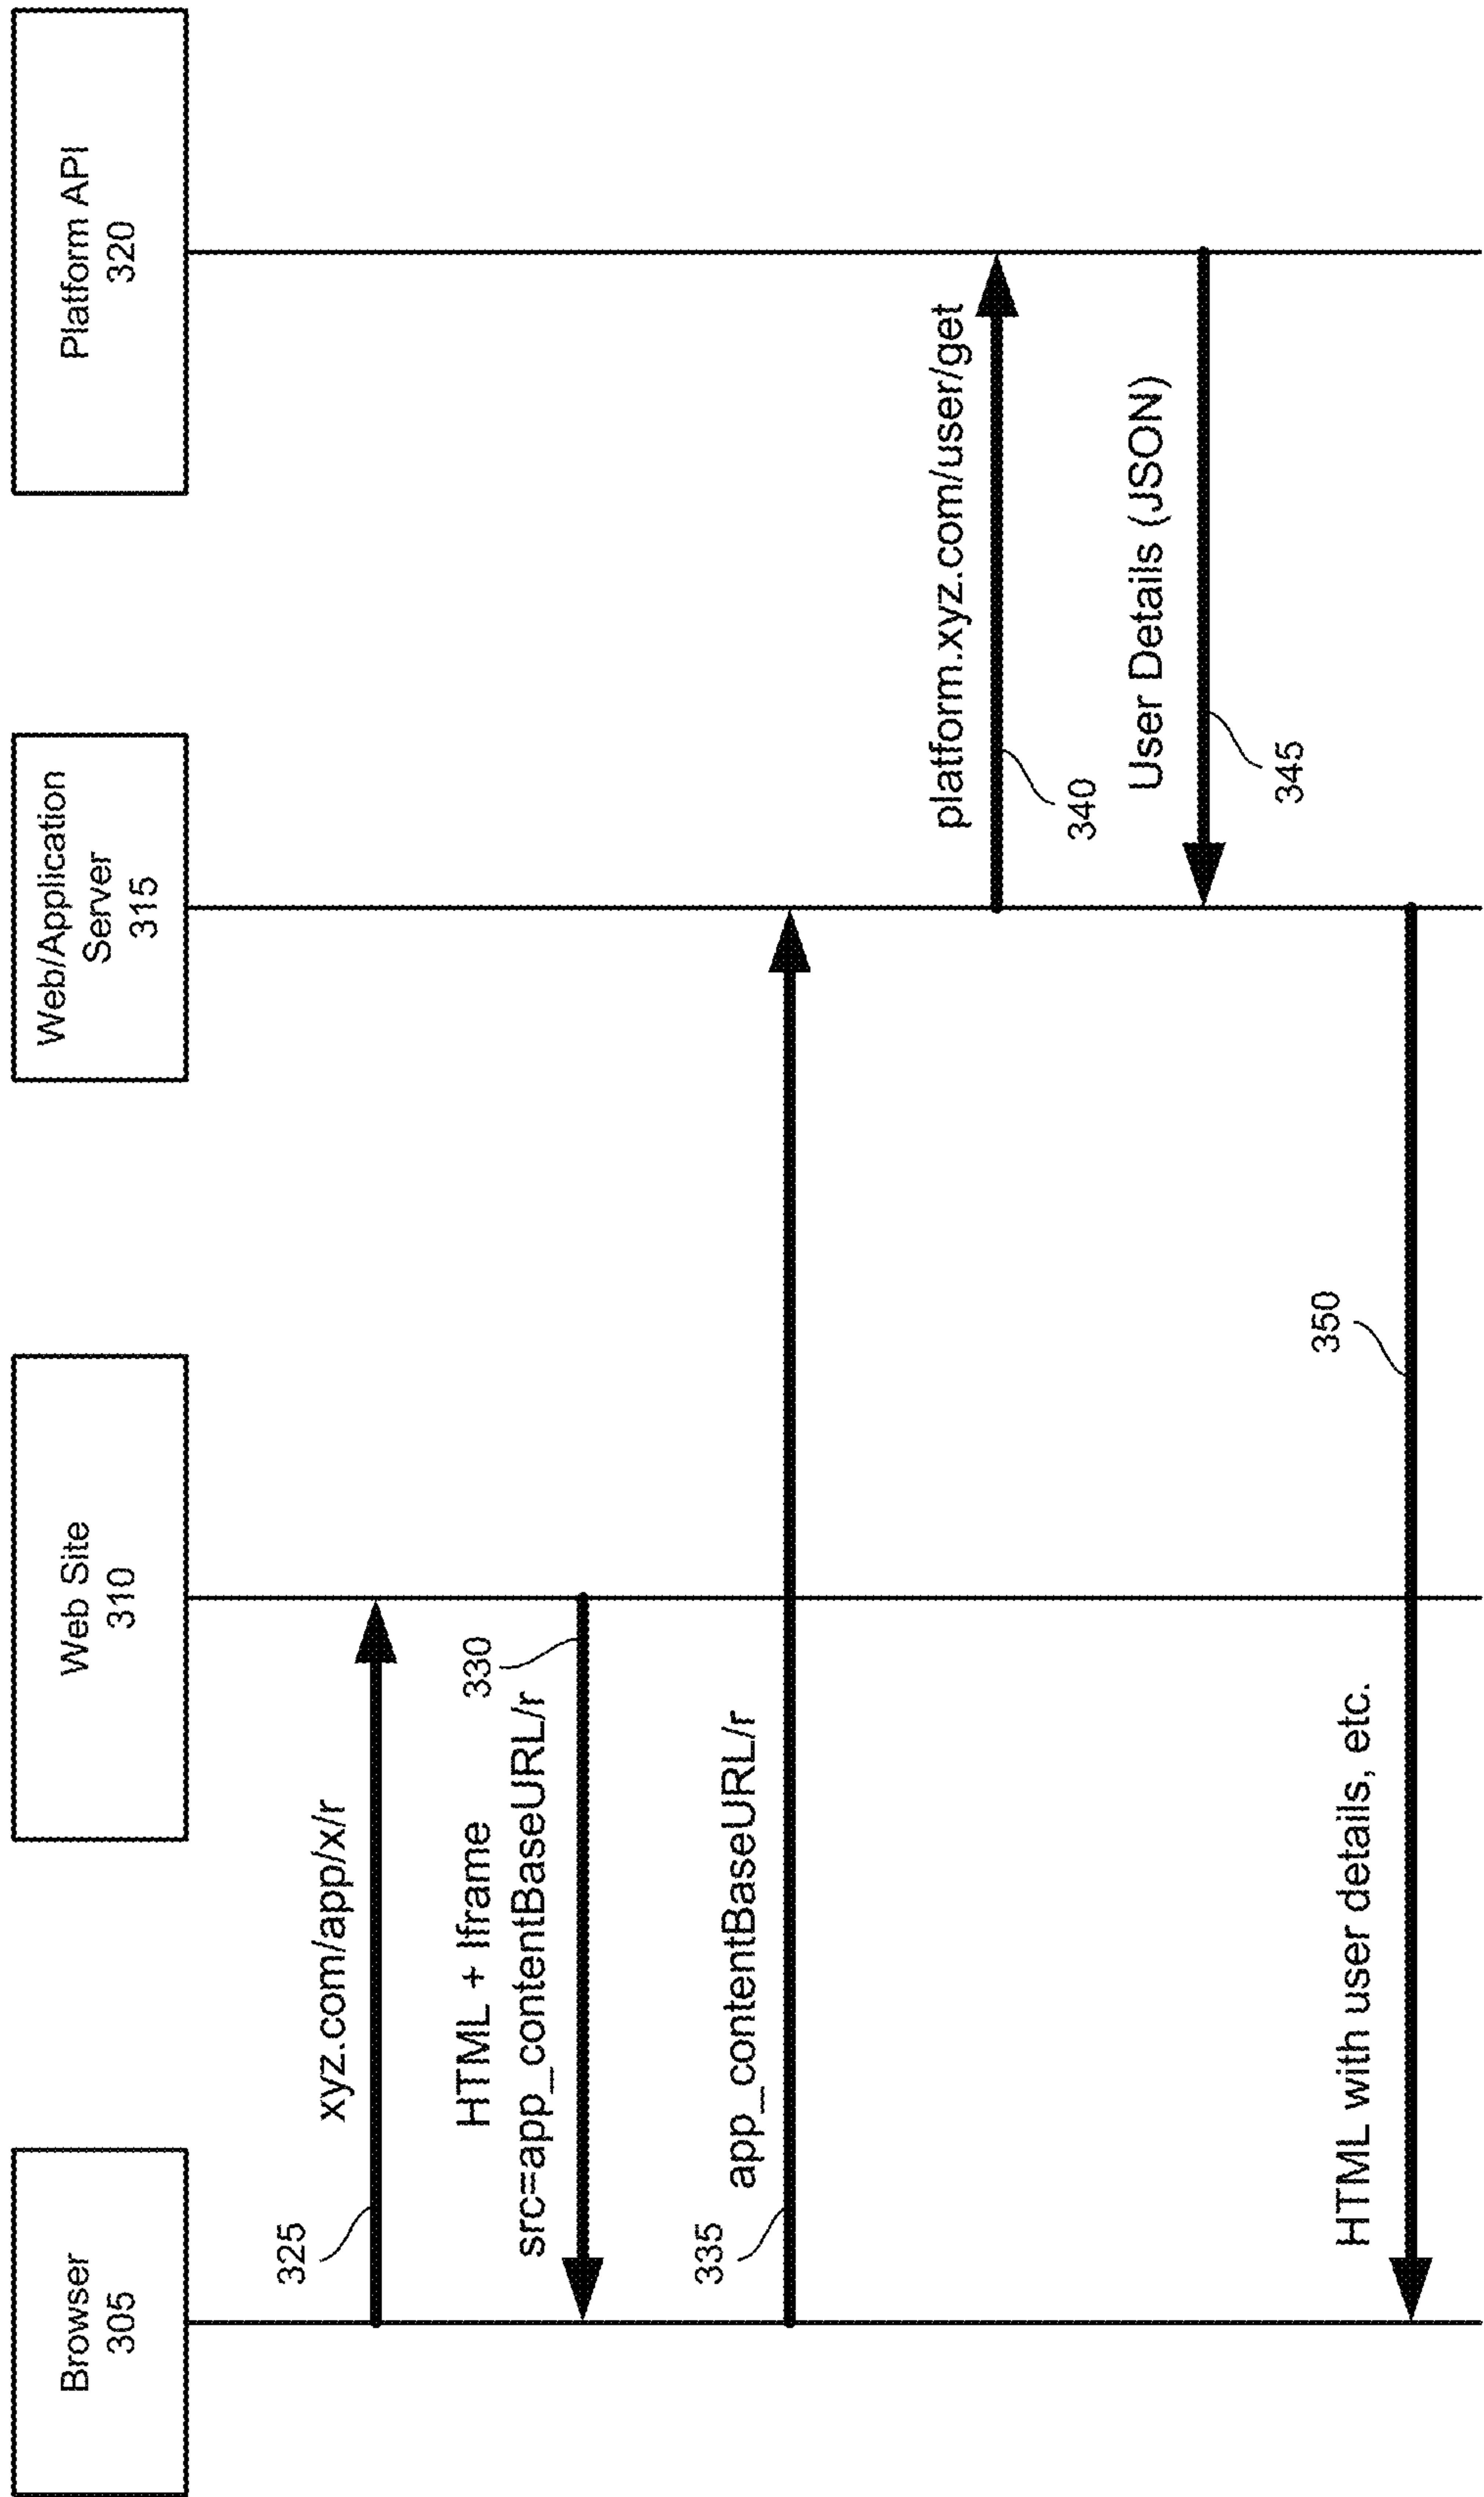 Browser
305
Web Site
310
Web/Application
Server
315
Platform API
320
325
xyz.com/app/x/r
HTML + Iframe
src=app_contentBaseURL/r
330
335
app_contentBaseURL/r
platform.xyz.com/user/get
340
User Details (JSON)
345
HTML with user details, etc.
350